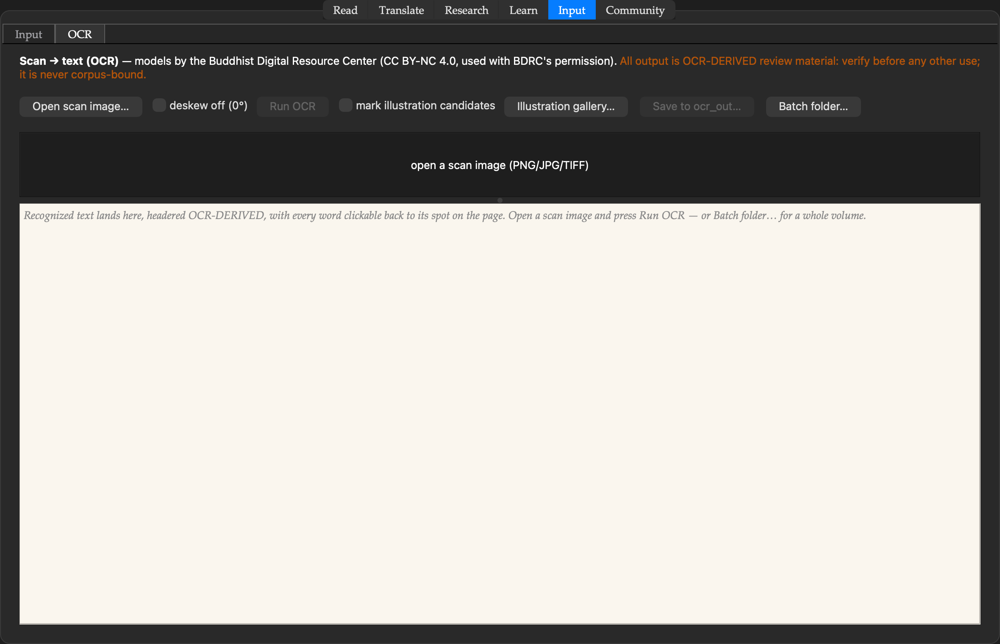 Read Translate Research Learn Input Community
Input OCR
Scan → text (OCR) — models by the Buddhist Digital Resource Center (CC BY-NC 4.0, used with BDRC's permission). All output is OCR-DERIVED review material: verify before any other use;
it is never corpus-bound.
Open scan image... deskew off (0°) Run OCR mark illustration candidates Illustration gallery... Save to ocr_out... Batch folder...
open a scan image (PNG/JPG/TIFF)
Recognized text lands here, headered OCR-DERIVED, with every word clickable back to its spot on the page. Open a scan image and press Run OCR — or Batch folder… for a whole volume.